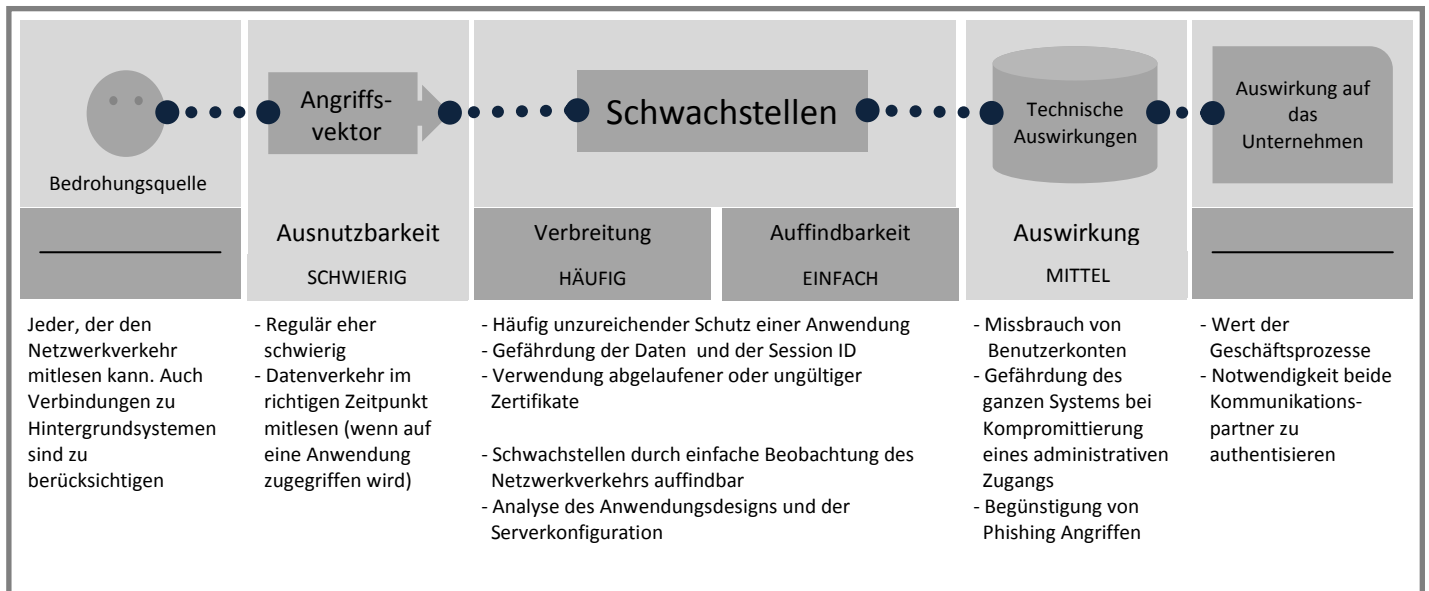 Bedrohungsquelle
Angriffs-
vektor
Schwachstellen
Technische
Auswirkungen
Auswirkung auf
das
Unternehmen
Ausnutzbarkeit
SCHWIERIG
Verbreitung
HÄUFIG
Auffindbarkeit
EINFACH
Auswirkung
MITTEL
Jeder, der den
Netzwerkverkehr
mitlesen kann. Auch
Verbindungen zu
Hintergrundsystemen
sind zu
berücksichtigen
- Regulär eher
schwierig
- Datenverkehr im
richtigen Zeitpunkt
mitlesen (wenn auf
eine Anwendung
zugegriffen wird)
- Häufig unzureichender Schutz einer Anwendung
- Gefährdung der Daten und der Session ID
- Verwendung abgelaufener oder ungültiger
Zertifikate
- Schwachstellen durch einfache Beobachtung des
Netzwerkverkehrs auffindbar
- Analyse des Anwendungsdesigns und der
Serverkonfiguration
- Missbrauch von
Benutzerkonten
- Gefährdung des
ganzen Systems bei
Kompromittierung
eines administrativen
Zugangs
- Begünstigung von
Phishing Angriffen
- Wert der
Geschäftsprozesse
- Notwendigkeit beide
Kommunikations-
partner zu
authentisieren